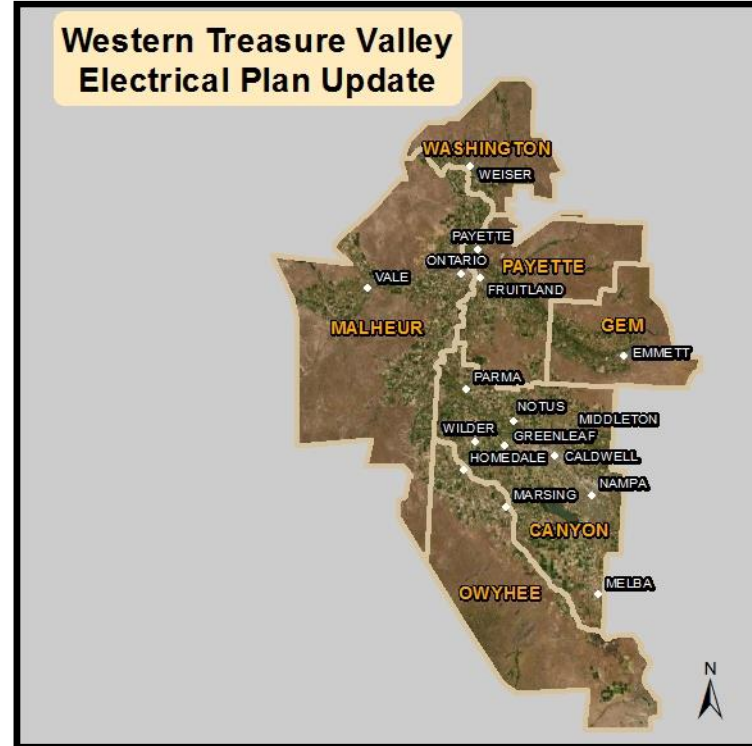 Western Treasure Valley
Electrical Plan Update
WASHINGTON
WEISER
PAYETTE
ONTARIO
PAYETTE
VALE
FRUITLAND
MALHEUR
GEM
EMMETT
PARMA
NOTUS
MIDDLETON
WILDER
GREENLEAF
HOMEDALE
CALDWELL
NAMPA
MARSING
CANYON
MELBA
OWYHEE
N